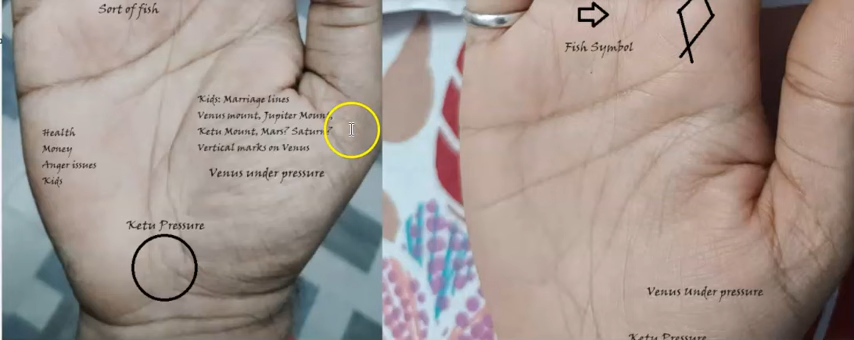 Sort of fish
Kids: Marriage lines
Venus mount, Jupiter Mount,
Ketu Mount, Mars? Saturn?
Vertical marks on Venus
Health
Money
Anger issues
Kids
Venus under pressure
Ketu Pressure
Fish Symbol
Venus Under pressure
Ketu Pressure